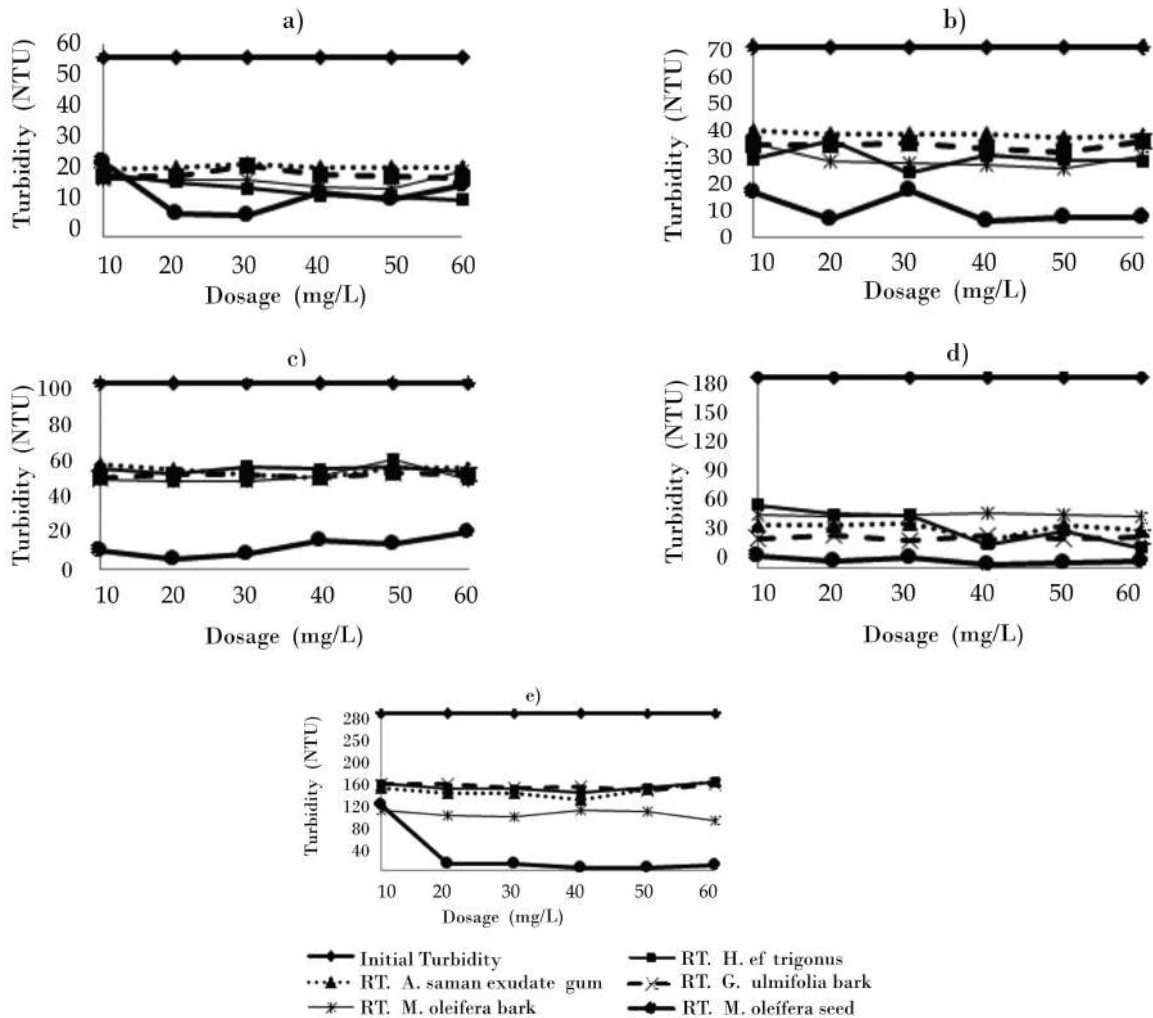 a)
Turbidity (NTU)
60
50
40
30
20
10
0
10 20 30 40 50 60
Dosage (mg/L)
b)
Turbidity (NTU)
70
60
50
40
30
20
10
0
10 20 30 40 50 60
Dosage (mg/L)
c)
Turbidity (NTU)
100
80
60
40
20
0
10 20 30 40 50 60
Dosage (mg/L)
d)
Turbidity (NTU)
180
150
120
90
60
30
0
10 20 30 40 50 60
Dosage (mg/L)
e)
Turbidity (NTU)
280
250
200
160
120
80
40
10 20 30 40 50 60
Dosage (mg/L)
Initial Turbidity
RT. H. ef trigonus
RT. A. saman exudate gum
RT. G. ulmifolia bark
RT. M. oleifera bark
RT. M. oleífera seed